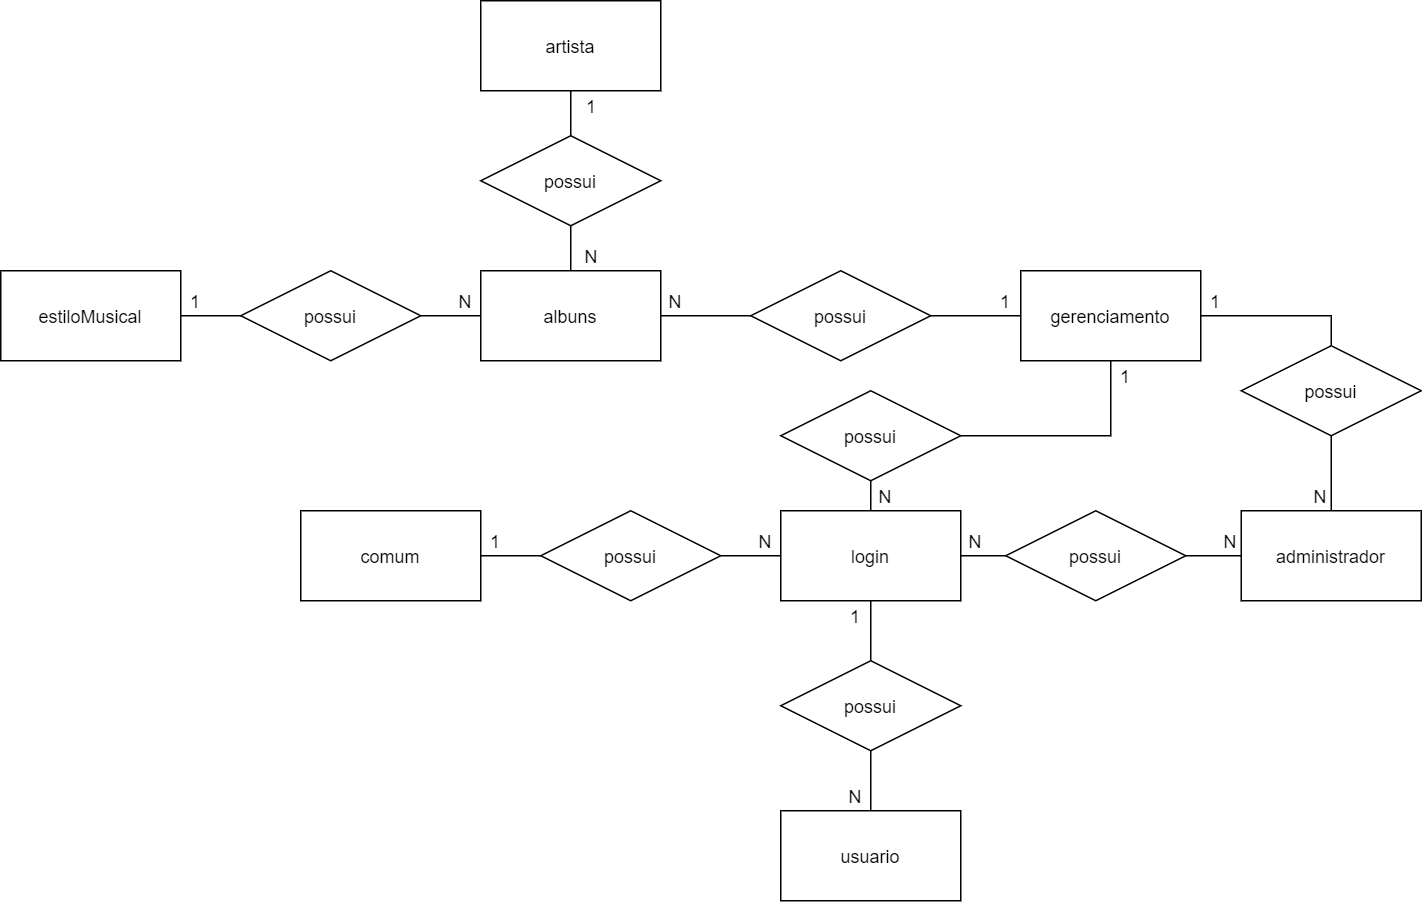 artista
1
possui
N
estiloMusical
1
possui
N
albuns
N
possui
1
gerenciamento
1
1
possui
possui
N
N
comum
1
possui
N
login
N
possui
N
administrador
1
possui
N
usuario